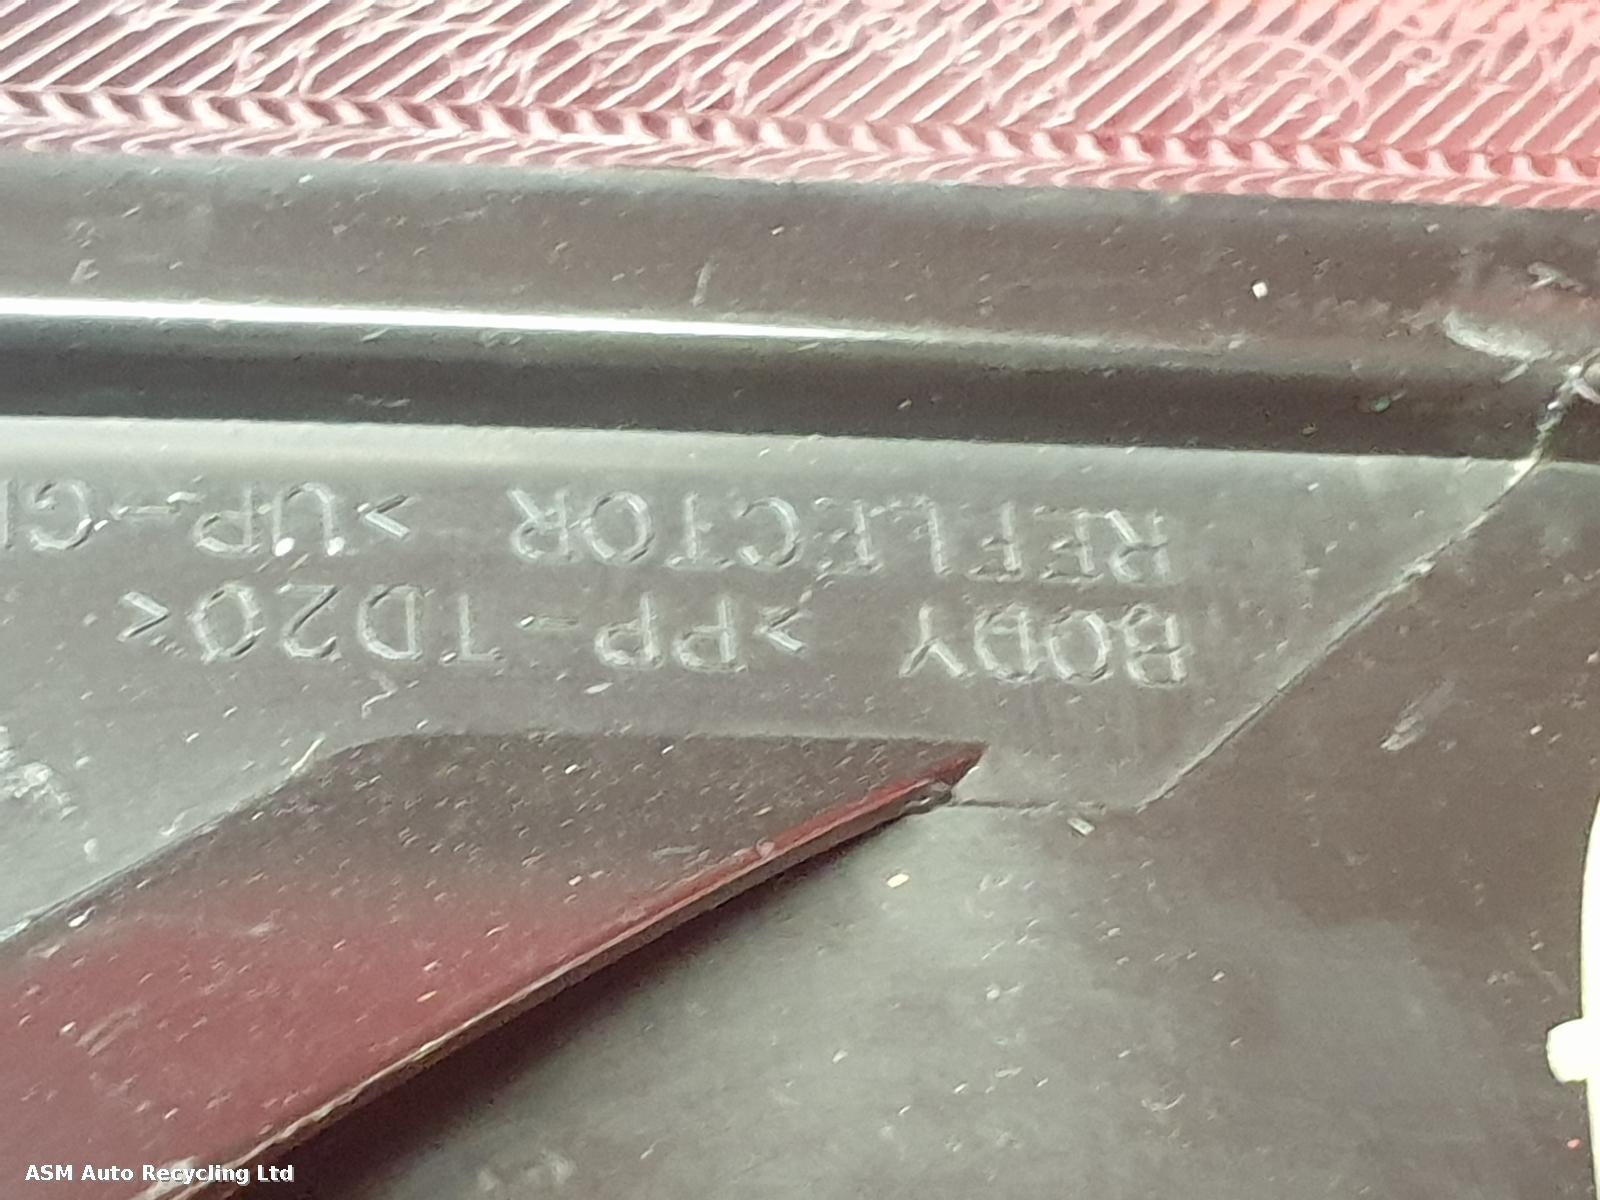 BODY >PP-TD20<
REFLECTOR >UP-G
ASM Auto Recycling Ltd